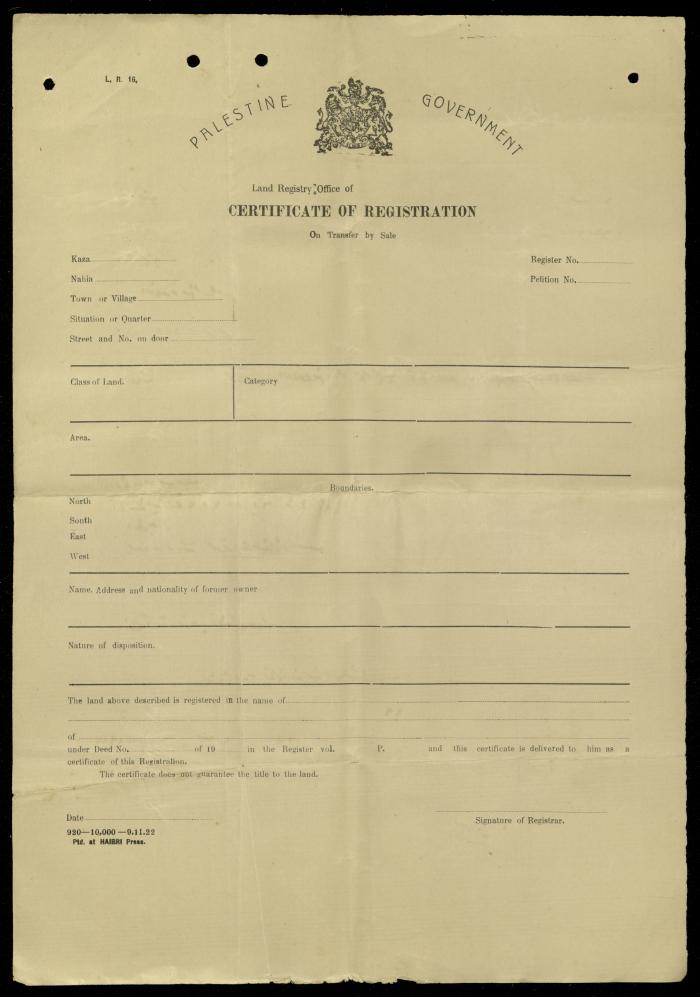 L. R. 16.
PALESTINE GOVERNMENT
Land Registry Office of
CERTIFICATE OF REGISTRATION
On Transfer by Sale
Kaza
Register No.
Nahia
Petition No.
Town or Village
Situation or Quarter
Street and No. on door
Class of Land.
Category
Area.
Boundaries.
North
South
East
West
Name. Address and nationality of former owner
Nature of disposition.
The land above described is registered in the name of
of
under Deed No. of 19 in the Register vol. P. and this certificate is delivered to him as a
certificate of this Registration.
The certificate does not guarantee the title to the land.
Date
Signature of Registrar.
920—10,000—9.11.22
Ptd. at HAIBRI Press.